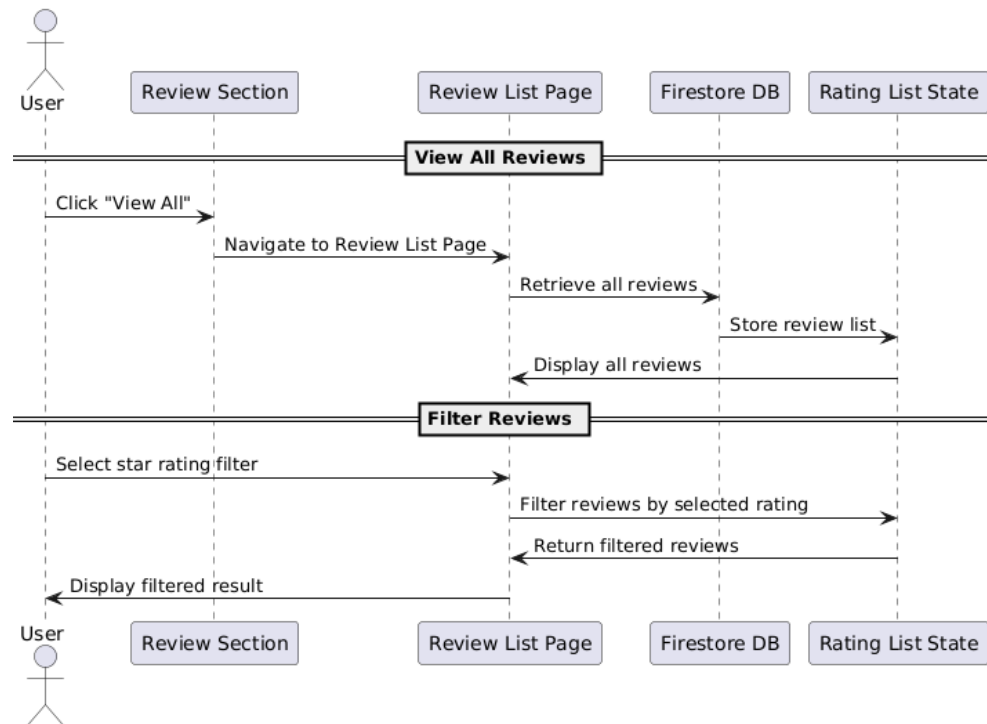 User
Review Section
Review List Page
Firestore DB
Rating List State
View All Reviews
Click "View All"
Navigate to Review List Page
Retrieve all reviews
Store review list
Display all reviews
Filter Reviews
Select star rating filter
Filter reviews by selected rating
Return filtered reviews
Display filtered result
User
Review Section
Review List Page
Firestore DB
Rating List State